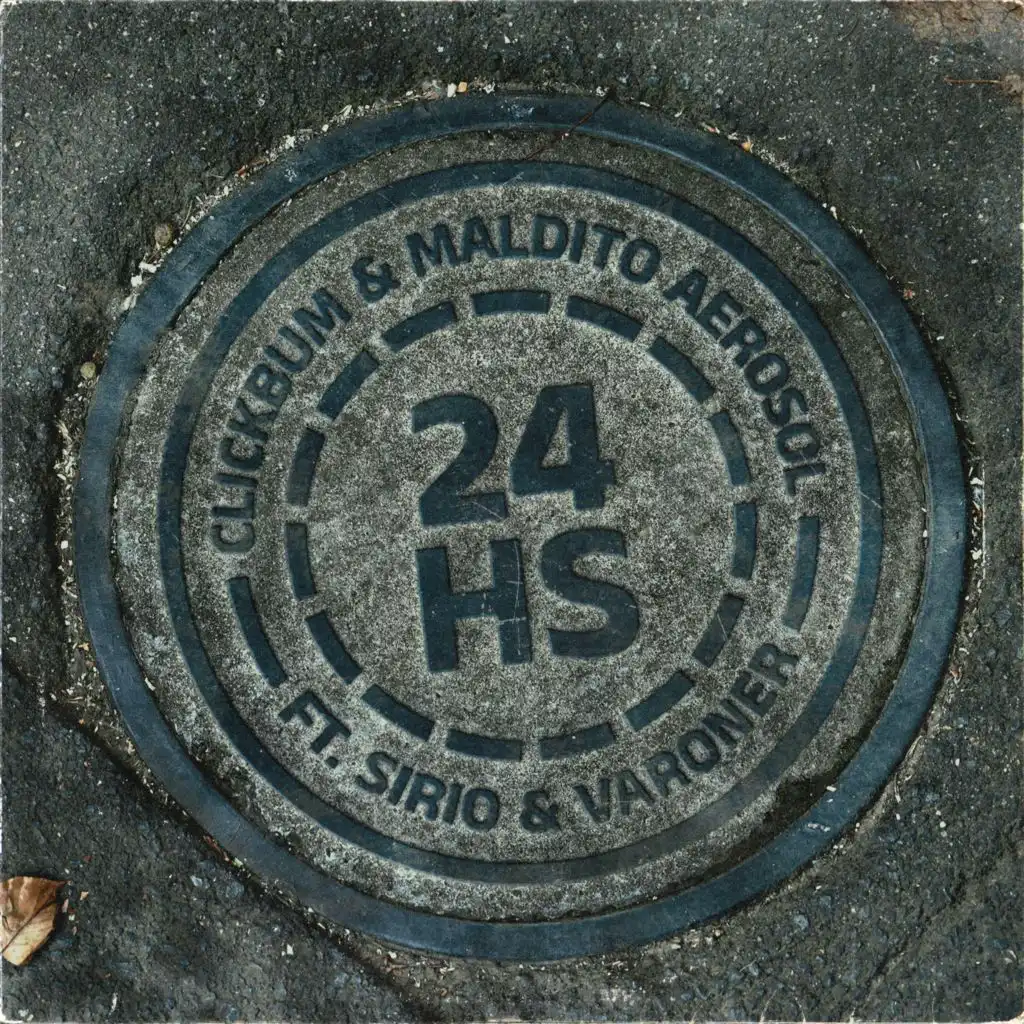 CLICKBUM & MALDITO AEROSOL
24
HS
FT. SIRIO & VARONER